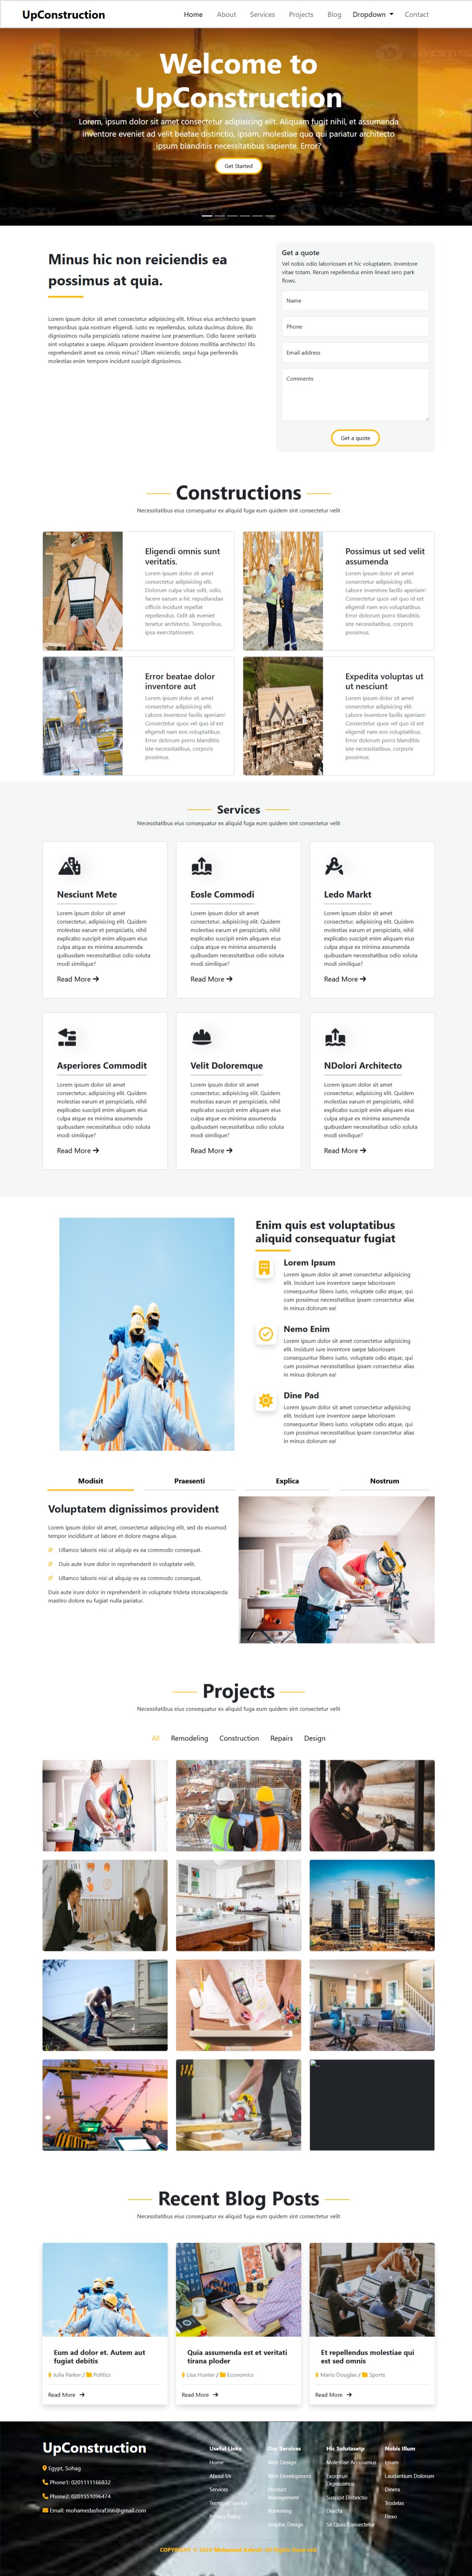 UpConstruction
Home About Services Projects Blog Dropdown Contact
Welcome to
UpConstruction
Lorem, ipsum dolor sit amet consectetur adipisicing elit. Aliquam fugit nihil, et assumenda
inventore eveniet ad velit beatae distinctio, ipsam, molestiae quo qui pariatur architecto
ipsum blanditiis necessitatibus sapiente. Error?
Get Started
Minus hic non reiciendis ea
possimus at quia.
Lorem ipsum dolor sit amet consectetur adipisicing elit. Minus eius architecto ipsam
temporibus quia nostrum eligendi, iusto ex repellendus, soluta ducimus dolore, illo
dignissimos nulla perspiciatis ratione maxime iure praesentium. Odio facere veritatis
sint voluptates a saepe. Aliquam provident inventore dolores mollitia architecto! Illo
reprehenderit amet ea omnis minus? Ullam reiciendis, sequi fuga perferendis
molestias enim tempore incidunt suscipit dignissimos.
Get a quote
Vel nobis odio laboriosam et hic voluptatem. Inventore
vitae totam. Rerum repellendus enim linead sero park
flows.
Name
Phone
Email address
Comments
Get a quote
Constructions
Necessitatibus eius consequatur ex aliquid fuga eum quidem sint consectetur velit
Eligendi omnis sunt
veritatis.
Lorem ipsum dolor sit amet
consectetur adipisicing elit.
Dolorum culpa vitae odit, odio,
facere earum a hic repudiandae
officiis incidunt repellat
repellendus. Odit ab eveniet
tenetur architecto. Temporibus,
ipsa exercitationem.
Possimus ut sed velit
assumenda
Lorem ipsum dolor sit amet
consectetur adipisicing elit.
Labore inventore facilis aperiam!
Consectetur quos vel quo id est
eligendi nam eos voluptatibus.
Error dolorum porro blanditiis
iste necessitatibus, corporis
possimus.
Error beatae dolor
inventore aut
Lorem ipsum dolor sit amet
consectetur adipisicing elit.
Labore inventore facilis aperiam!
Consectetur quos vel quo id est
eligendi nam eos voluptatibus.
Error dolorum porro blanditiis
iste necessitatibus, corporis
possimus.
Expedita voluptas ut
ut nesciunt
Lorem ipsum dolor sit amet
consectetur adipisicing elit.
Labore inventore facilis aperiam!
Consectetur quos vel quo id est
eligendi nam eos voluptatibus.
Error dolorum porro blanditiis
iste necessitatibus, corporis
possimus.
Services
Necessitatibus eius consequatur ex aliquid fuga eum quidem sint consectetur velit
Nesciunt Mete
Lorem ipsum dolor sit amet
consectetur, adipisicing elit. Quidem
molestias earum et perspiciatis, nihil
explicabo suscipit enim aliquam eius
culpa atque ex minima assumenda
quibusdam necessitatibus odio soluta
modi similique?
Read More
Eosle Commodi
Lorem ipsum dolor sit amet
consectetur, adipisicing elit. Quidem
molestias earum et perspiciatis, nihil
explicabo suscipit enim aliquam eius
culpa atque ex minima assumenda
quibusdam necessitatibus odio soluta
modi similique?
Read More
Ledo Markt
Lorem ipsum dolor sit amet
consectetur, adipisicing elit. Quidem
molestias earum et perspiciatis, nihil
explicabo suscipit enim aliquam eius
culpa atque ex minima assumenda
quibusdam necessitatibus odio soluta
modi similique?
Read More
Asperiores Commodit
Lorem ipsum dolor sit amet
consectetur, adipisicing elit. Quidem
molestias earum et perspiciatis, nihil
explicabo suscipit enim aliquam eius
culpa atque ex minima assumenda
quibusdam necessitatibus odio soluta
modi similique?
Read More
Velit Doloremque
Lorem ipsum dolor sit amet
consectetur, adipisicing elit. Quidem
molestias earum et perspiciatis, nihil
explicabo suscipit enim aliquam eius
culpa atque ex minima assumenda
quibusdam necessitatibus odio soluta
modi similique?
Read More
NDolori Architecto
Lorem ipsum dolor sit amet
consectetur, adipisicing elit. Quidem
molestias earum et perspiciatis, nihil
explicabo suscipit enim aliquam eius
culpa atque ex minima assumenda
quibusdam necessitatibus odio soluta
modi similique?
Read More
Enim quis est voluptatibus
aliquid consequatur fugiat
Lorem Ipsum
Lorem ipsum dolor sit amet consectetur adipisicing
elit. Incidunt iure inventore saepe laboriosam
consequuntur libero iusto, voluptate odio atque, qui
cum possimus necessitatibus ipsam consectetur alias
in minus dolorum ea!
Nemo Enim
Lorem ipsum dolor sit amet consectetur adipisicing
elit. Incidunt iure inventore saepe laboriosam
consequuntur libero iusto, voluptate odio atque, qui
cum possimus necessitatibus ipsam consectetur alias
in minus dolorum ea!
Dine Pad
Lorem ipsum dolor sit amet consectetur adipisicing
elit. Incidunt iure inventore saepe laboriosam
consequuntur libero iusto, voluptate odio atque, qui
cum possimus necessitatibus ipsam consectetur alias
in minus dolorum ea!
Modisit Praesenti Explica Nostrum
Voluptatem dignissimos provident
Lorem ipsum dolor sit amet, consectetur adipiscing elit, sed do eiusmod
tempor incididunt ut labore et dolore magna aliqua.
Ullamco laboris nisi ut aliquip ex ea commodo consequat.
Duis aute irure dolor in reprehenderit in voluptate velit.
Ullamco laboris nisi ut aliquip ex ea commodo consequat.
Duis aute irure dolor in reprehenderit in voluptate trideta storacalaperda
mastiro dolore eu fugiat nulla pariatur.
Projects
Necessitatibus eius consequatur ex aliquid fuga eum quidem sint consectetur velit
All Remodeling Construction Repairs Design
Recent Blog Posts
Necessitatibus eius consequatur ex aliquid fuga eum quidem sint consectetur velit
Eum ad dolor et. Autem aut
fugiat debitis
Julia Parker / Politics
Read More
Quia assumenda est et veritati
tirana ploder
Lisa Hunter / Economics
Read More
Et repellendus molestiae qui
est sed omnis
Mario Douglas / Sports
Read More
UpConstruction
Egypt, Sohag
Phone1: 0201111166832
Phone2: 0201551096474
Email: mohamedashraf366@gmail.com
Useful Links
Home
About Us
Services
Terms of Service
Privacy Policy
Our Services
Web Design
Web Development
Product
Management
Marketing
Graphic Design
Hic Solutasetp
Molestiae Accusamus
Excepturi
Dignissimos
Suscipit Distinctio
Dilecta
Sit Quas Consectetur
Nobis Illum
Ipsam
Laudantium Dolorum
Dinera
Trodelas
Flexo
COPYRIGHT © 2024 Mohamed Ashraf. All Rights Reserved.